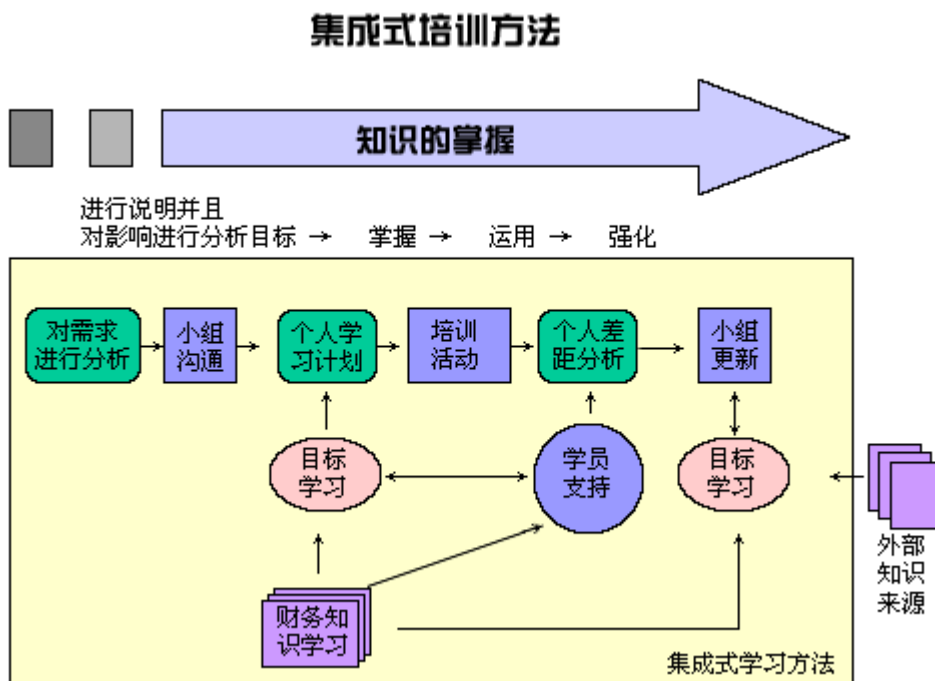 集成式培训方法
知识的掌握
进行说明并且
对影响进行分析目标 → 掌握 → 运用 → 强化
对需求
进行分析
小组
沟通
个人学
习计划
培训
活动
个人差
距分析
小组
更新
目标
学习
学员
支持
目标
学习
外部
知识
来源
财务知
识学习
集成式学习方法